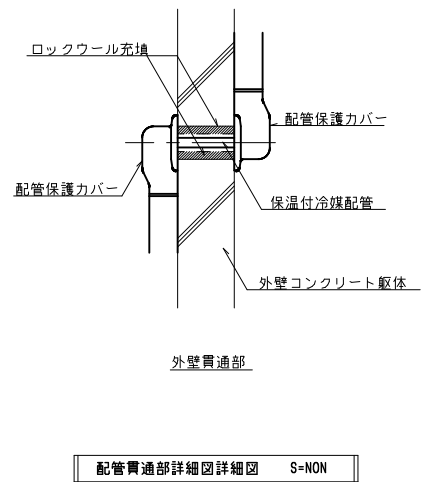 ロックウール充填
配管保護カバー
配管保護カバー
保温付冷媒配管
外壁コンクリート躯体
外壁貫通部
配管貫通部詳細図詳細図 S=NON